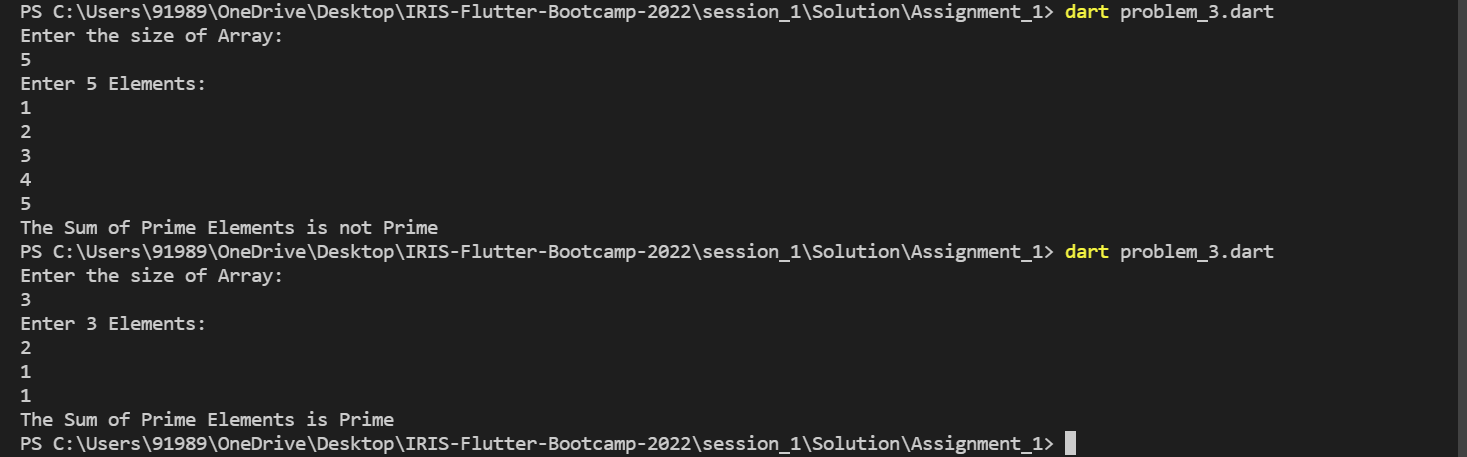 PS C:\Users\91989\OneDrive\Desktop\IRIS-Flutter-Bootcamp-2022\session_1\Solution\Assignment_1> dart problem_3.dart
Enter the size of Array:
5
Enter 5 Elements:
1
2
3
4
5
The Sum of Prime Elements is not Prime
PS C:\Users\91989\OneDrive\Desktop\IRIS-Flutter-Bootcamp-2022\session_1\Solution\Assignment_1> dart problem_3.dart
Enter the size of Array:
3
Enter 3 Elements:
2
1
1
The Sum of Prime Elements is Prime
PS C:\Users\91989\OneDrive\Desktop\IRIS-Flutter-Bootcamp-2022\session_1\Solution\Assignment_1>